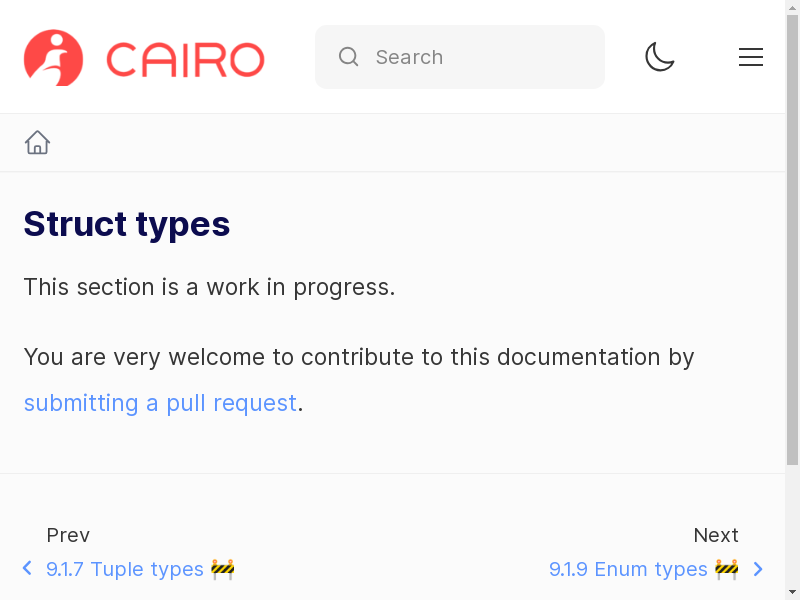 CAIRO
Search
Struct types
This section is a work in progress.
You are very welcome to contribute to this documentation by
submitting a pull request.
Prev
Next
9.1.7 Tuple types 🚧
9.1.9 Enum types 🚧